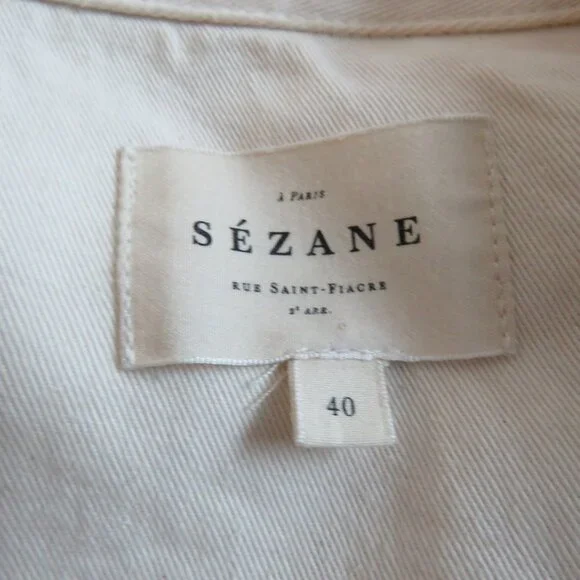 À PARIS
SÉZANE
RUE SAINT-FIACRE
2e ARR.
40